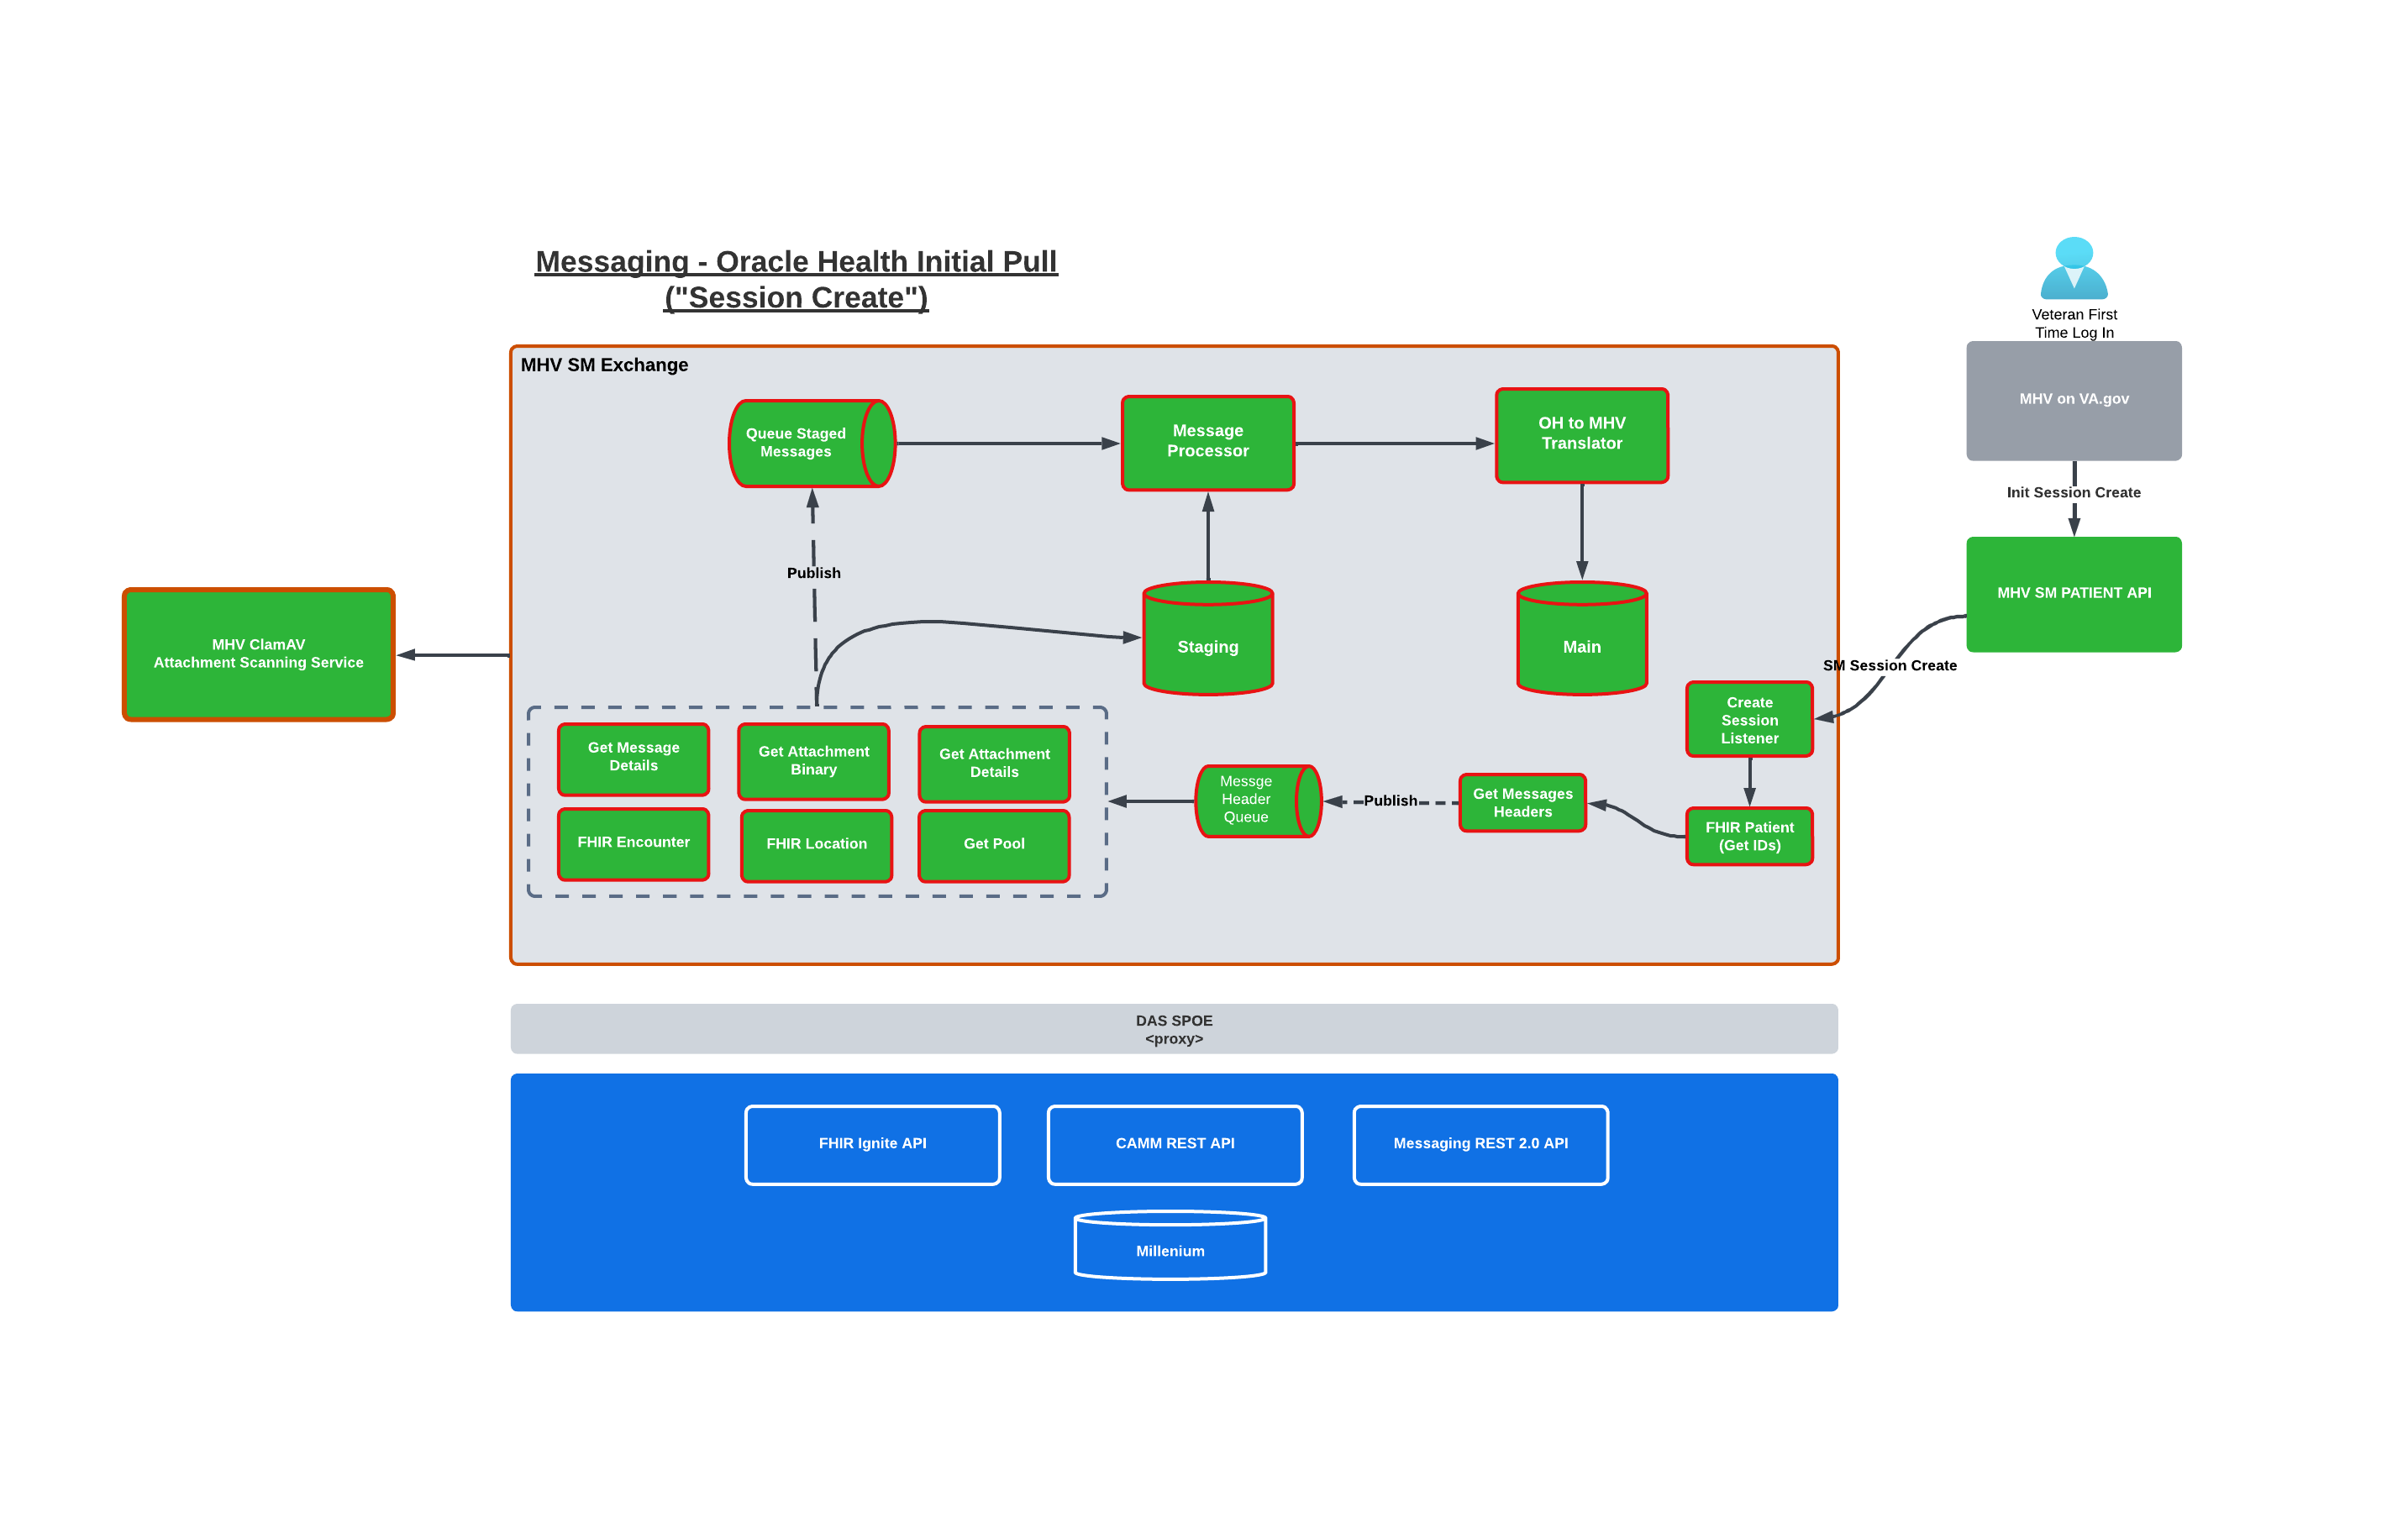 Messaging - Oracle Health Initial Pull
("Session Create")
Veteran First
Time Log In
MHV on VA.gov
Init Session Create
MHV SM PATIENT API
SM Session Create
MHV SM Exchange
Queue Staged
Messages
Message
Processor
OH to MHV
Translator
Publish
Staging
Main
MHV ClamAV
Attachment Scanning Service
Create
Session
Listener
Get Message
Details
Get Attachment
Binary
Get Attachment
Details
FHIR Encounter
FHIR Location
Get Pool
Messge
Header
Queue
Publish
Get Messages
Headers
FHIR Patient
(Get IDs)
DAS SPOE
<proxy>
FHIR Ignite API
CAMM REST API
Messaging REST 2.0 API
Millenium